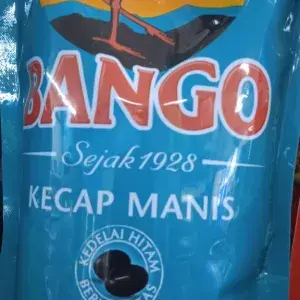 BANGO
Sejak 1928
KECAP MANIS
KEDELAI HITAM